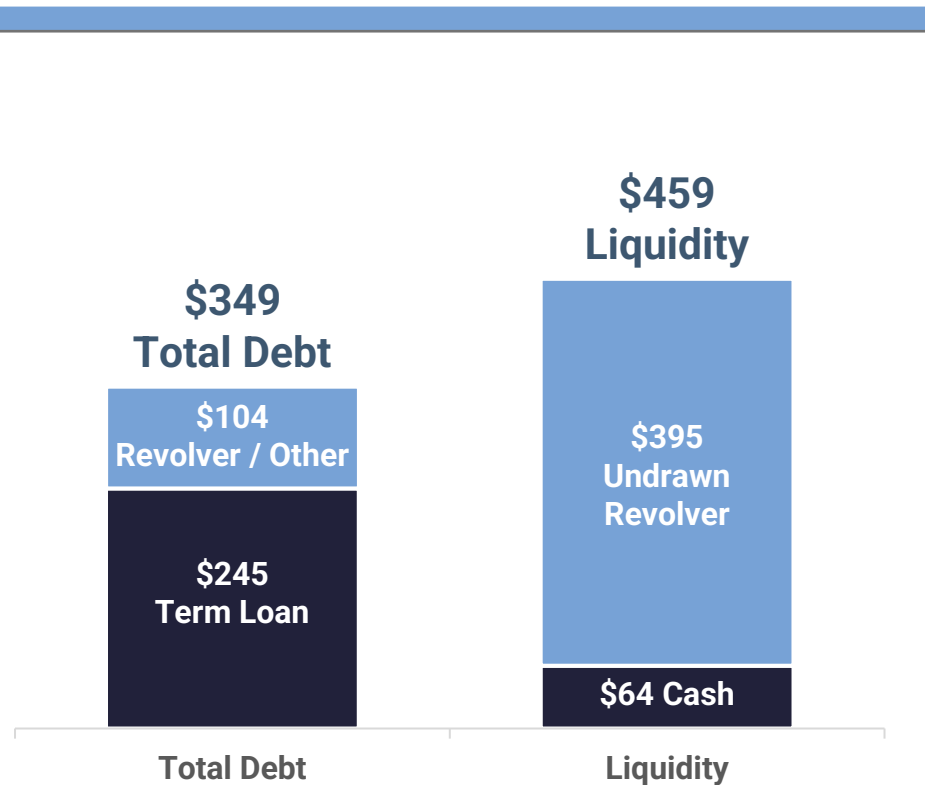 $459
Liquidity
$349
Total Debt
$104
Revolver / Other
$395
Undrawn
Revolver
$245
Term Loan
$64 Cash
Total Debt
Liquidity